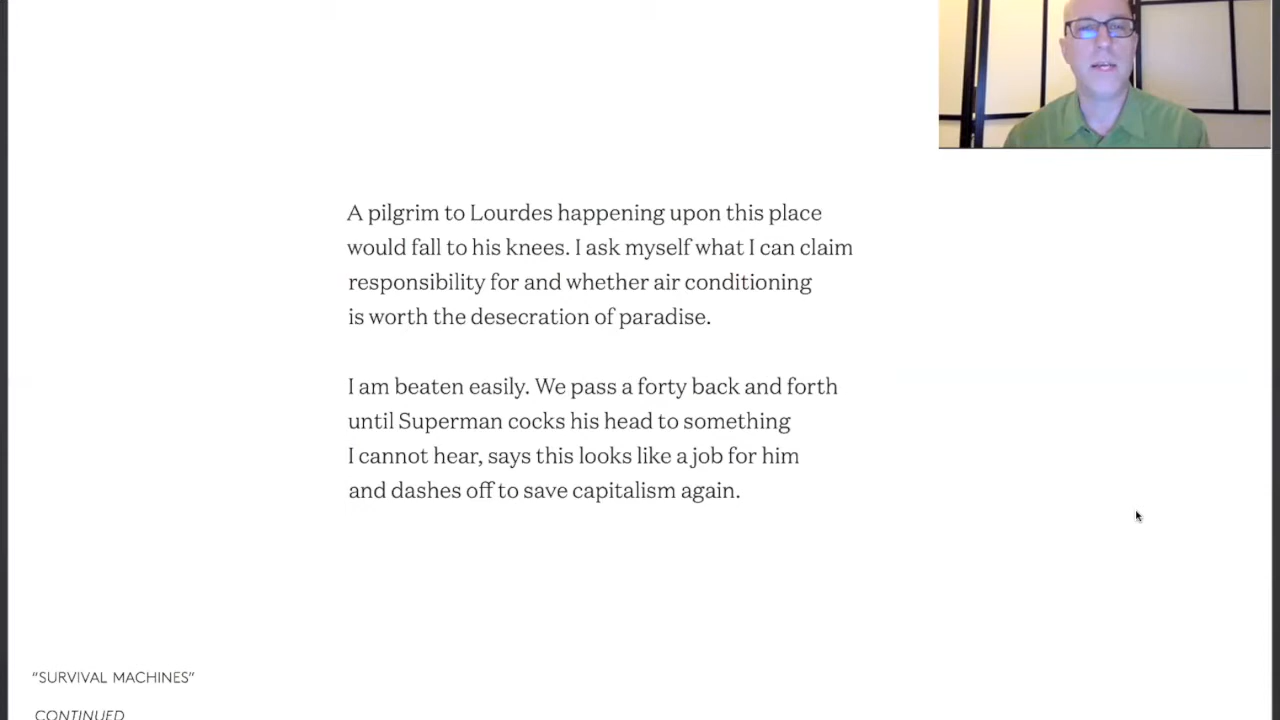 A pilgrim to Lourdes happening upon this place
would fall to his knees. I ask myself what I can claim
responsibility for and whether air conditioning
is worth the desecration of paradise.
I am beaten easily. We pass a forty back and forth
until Superman cocks his head to something
I cannot hear, says this looks like a job for him
and dashes off to save capitalism again.
"SURVIVAL MACHINES"
CONTINUED